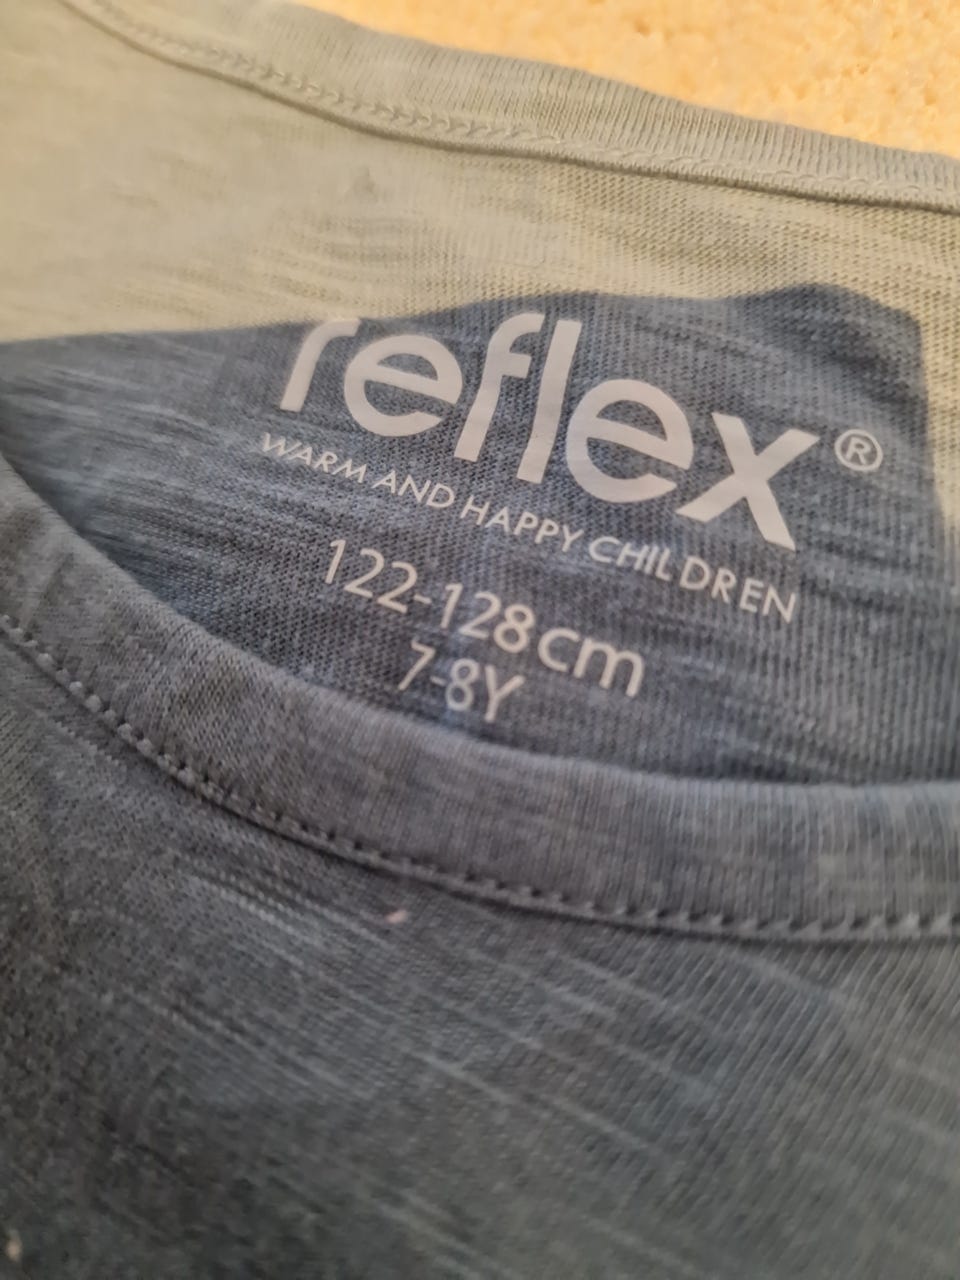 reflex®
WARM AND HAPPY CHILDREN
122-128cm
7-8Y